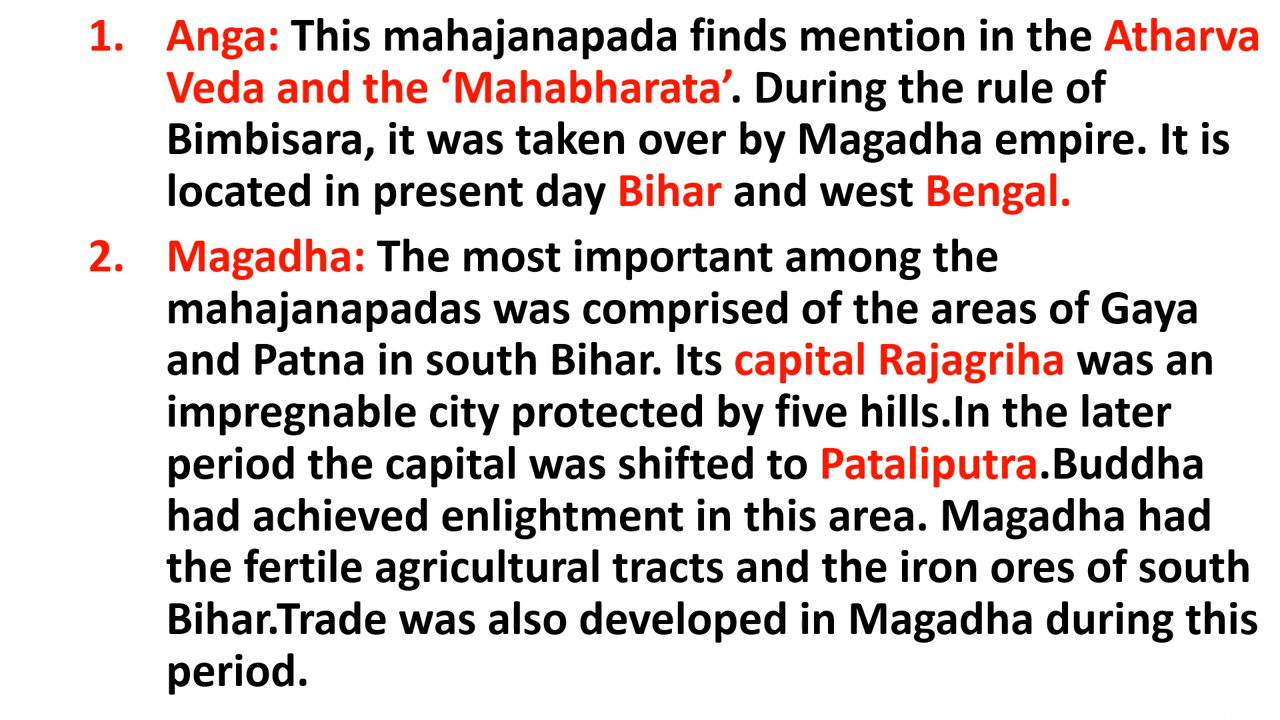 1. Anga: This mahajanapada finds mention in the Atharva
Veda and the ‘Mahabharata’. During the rule of
Bimbisara, it was taken over by Magadha empire. It is
located in present day Bihar and west Bengal.
2. Magadha: The most important among the
mahajanapadas was comprised of the areas of Gaya
and Patna in south Bihar. Its capital Rajagriha was an
impregnable city protected by five hills.In the later
period the capital was shifted to Pataliputra.Buddha
had achieved enlightment in this area. Magadha had
the fertile agricultural tracts and the iron ores of south
Bihar.Trade was also developed in Magadha during this
period.